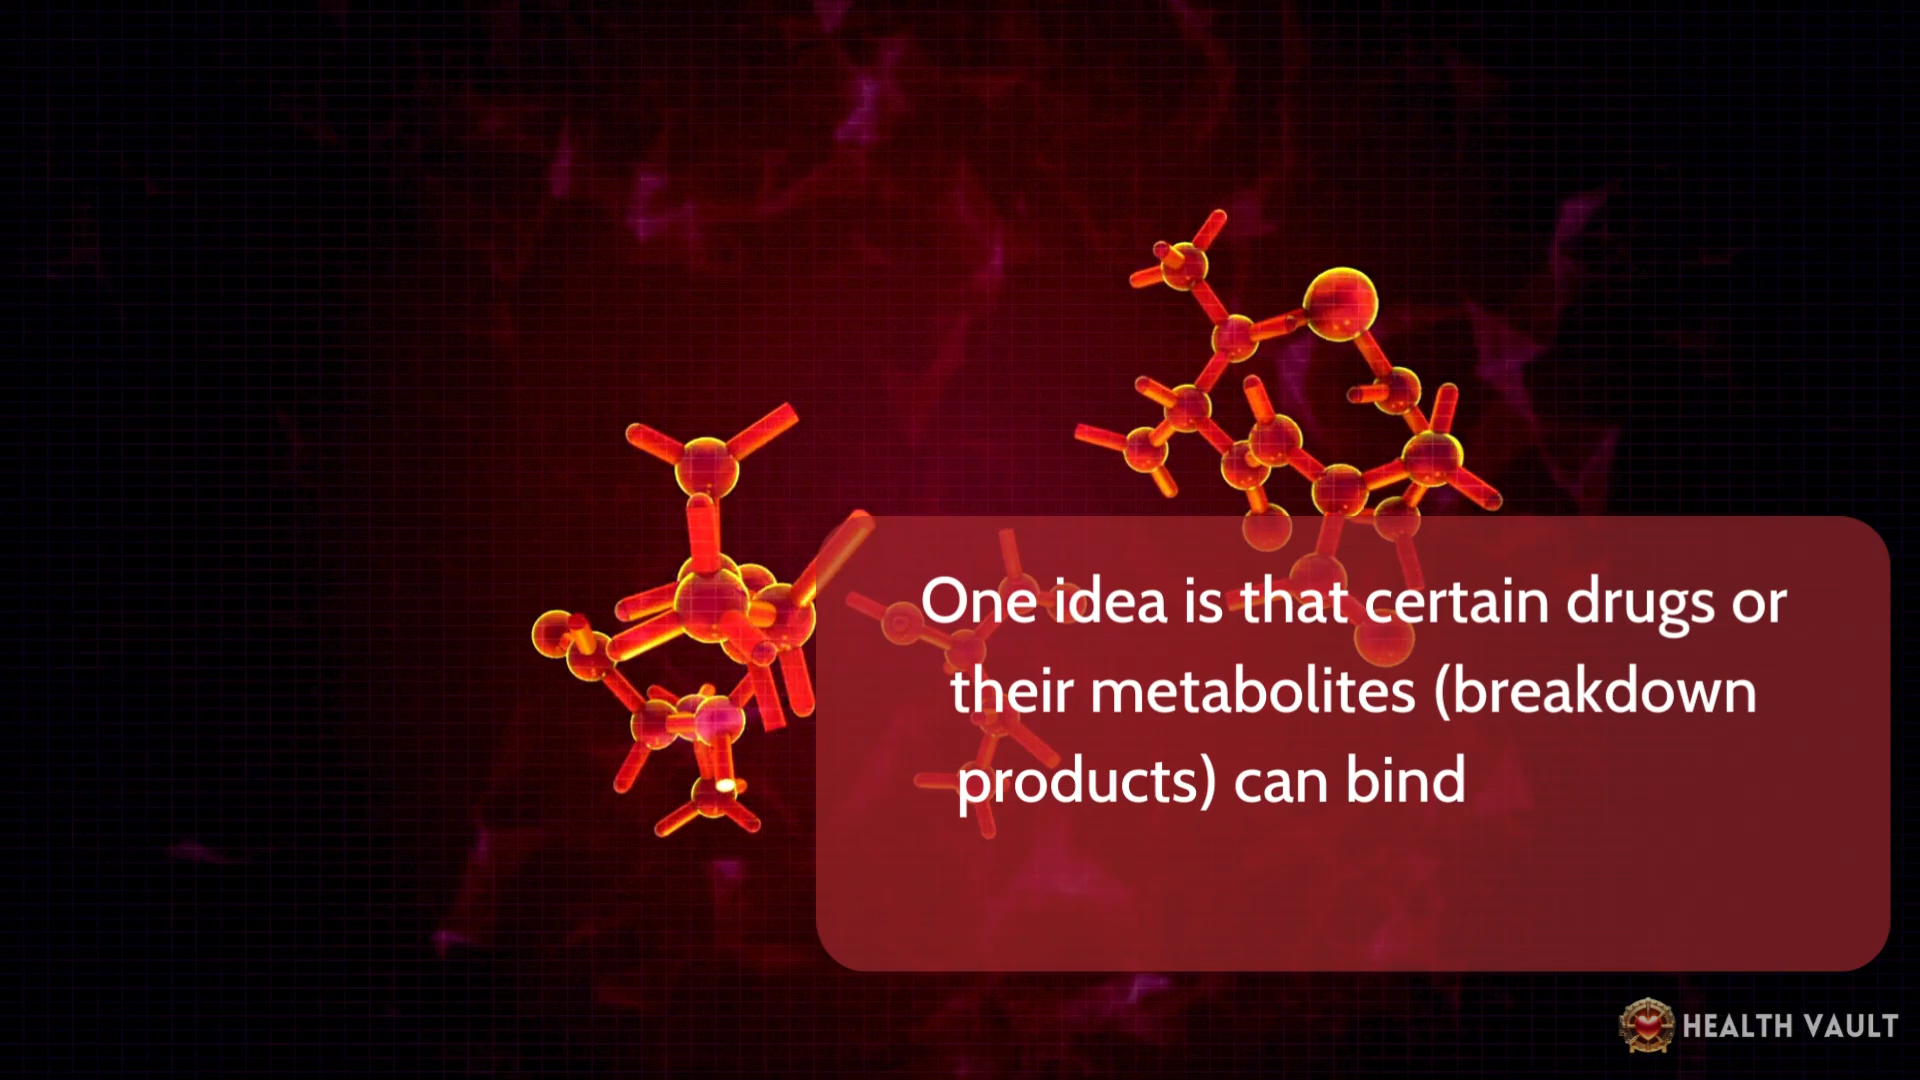 One idea is that certain drugs or
their metabolites (breakdown
products) can bind
HEALTH VAULT